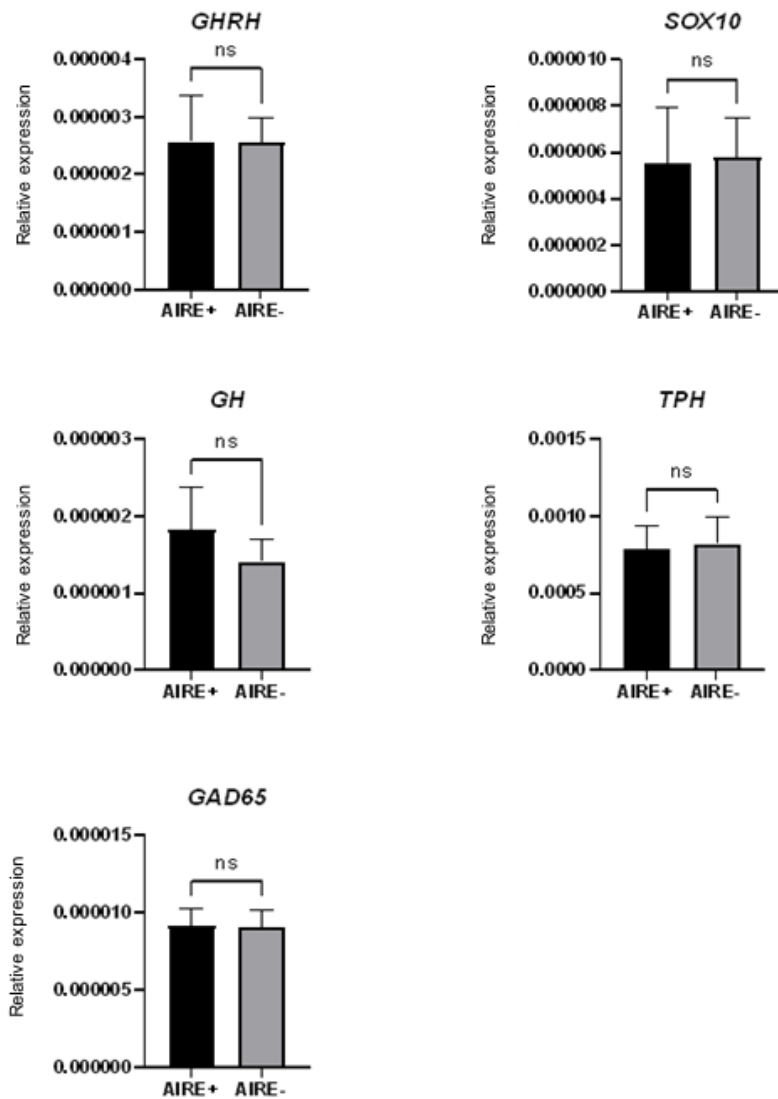 GHRH
ns
Relative expression
0.000004
0.000003
0.000002
0.000001
0.000000
AIRE+ AIRE-
SOX10
ns
Relative expression
0.000010
0.000008
0.000006
0.000004
0.000002
0.000000
AIRE+ AIRE-
GH
ns
Relative expression
0.000003
0.000002
0.000001
0.000000
AIRE+ AIRE-
TPH
ns
Relative expression
0.0015
0.0010
0.0005
0.0000
AIRE+ AIRE-
GAD65
ns
Relative expression
0.000015
0.000010
0.000005
0.000000
AIRE+ AIRE-